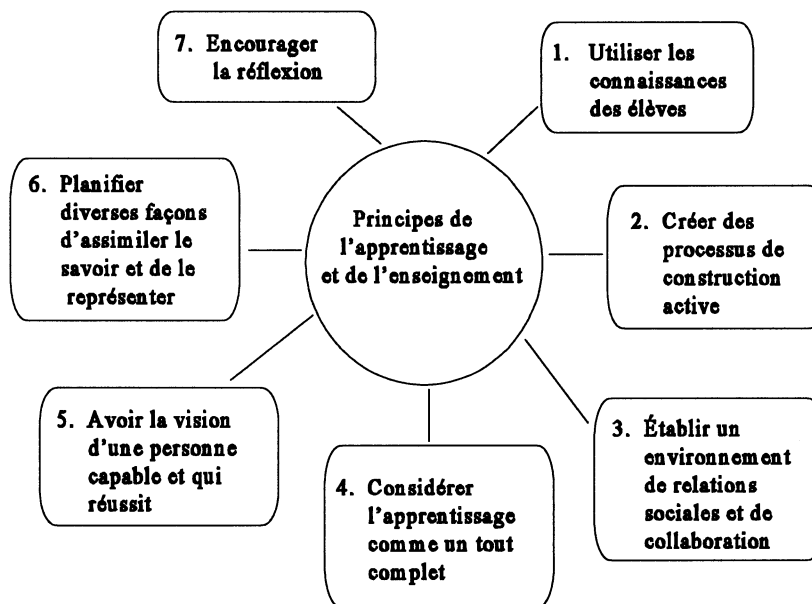 Principes de
l'apprentissage
et de l'enseignement
1. Utiliser les
connaissances
des élèves
2. Créer des
processus de
construction
active
3. Établir un
environnement
de relations
sociales et de
collaboration
4. Considérer
l'apprentissage
comme un tout
complet
5. Avoir la vision
d'une personne
capable et qui
réussit
6. Planifier
diverses façons
d'assimiler le
savoir et de le
représenter
7. Encourager
la réflexion